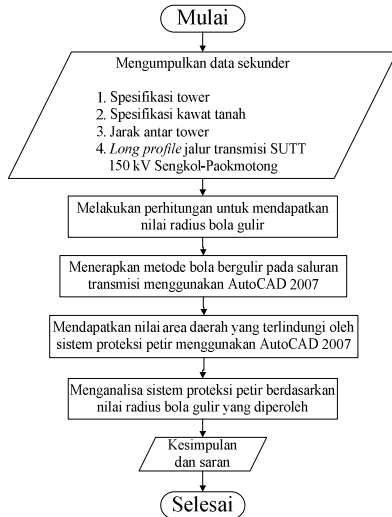 Mulai
Mengumpulkan data sekunder
1. Spesifikasi tower
2. Spesifikasi kawat tanah
3. Jarak antar tower
4. Long profile jalur transmisi SUTT
150 kV Sengkol-Paokmotong
Melakukan perhitungan untuk mendapatkan
nilai radius bola gulir
Menerapkan metode bola bergulir pada saluran
transmisi menggunakan AutoCAD 2007
Mendapatkan nilai area daerah yang terlindungi oleh
sistem proteksi petir menggunakan AutoCAD 2007
Menganalisa sistem proteksi petir berdasarkan
nilai radius bola gulir yang diperoleh
Kesimpulan
dan saran
Selesai